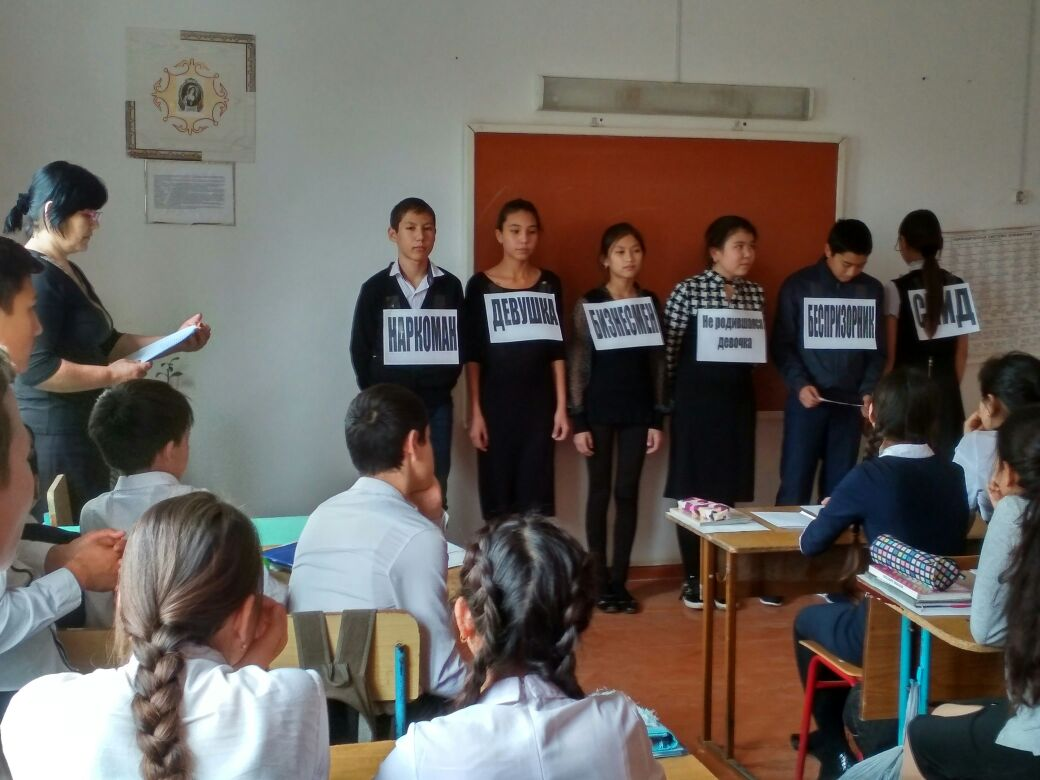 НАРКОМАН
ДЕВУШКА
БИЗНЕСМЕН
Не родившаяся
девочка
БЕСПРИЗОРНИК
СПИД